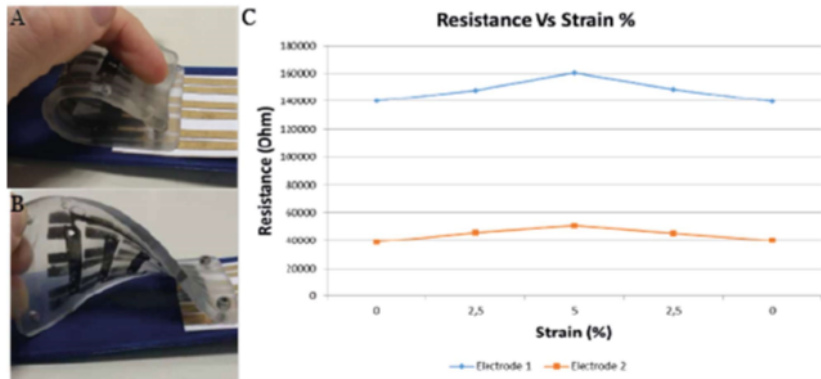 A
B
C
Resistance Vs Strain %
Resistance (Ohm)
180000
160000
140000
120000
100000
80000
60000
40000
20000
0
0
2,5
5
2,5
0
Strain (%)
Electrode 1
Electrode 2